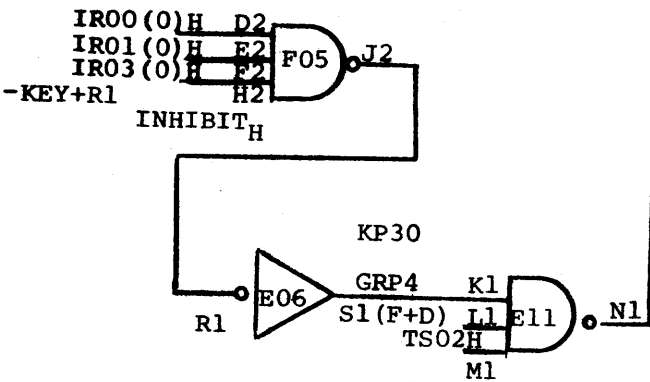 IR00(0)H D2
IR01(0)H E2
IR03(0)H F2
-KEY+R1 H2
INHIBIT H
F05
J2
KP30
E06
R1
GRP4 K1
S1(F+D) L1
TS02H
M1
E11
N1